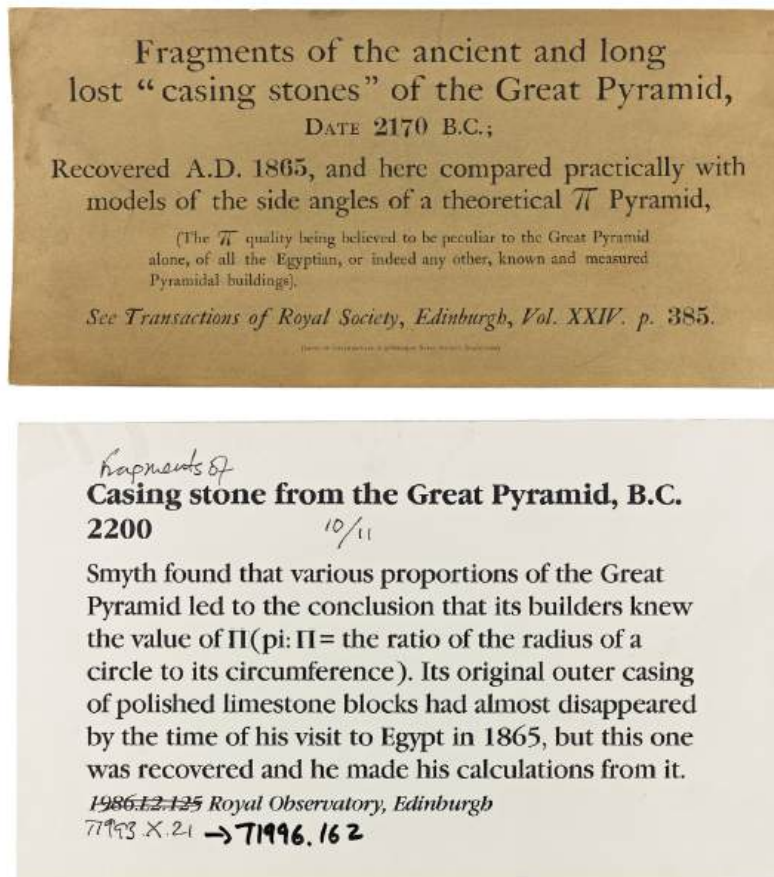 Fragments of the ancient and long
lost “casing stones” of the Great Pyramid,
DATE 2170 B.C.;
Recovered A.D. 1865, and here compared practically with
models of the side angles of a theoretical π Pyramid,
(The π quality being believed to be peculiar to the Great Pyramid
alone, of all the Egyptian, or indeed any other, known and measured
Pyramidal buildings).
See Transactions of Royal Society, Edinburgh, Vol. XXIV. p. 385.
fragments of
Casing stone from the Great Pyramid, B.C.
2200
10/11
Smyth found that various proportions of the Great
Pyramid led to the conclusion that its builders knew
the value of Π(pi: Π= the ratio of the radius of a
circle to its circumference). Its original outer casing
of polished limestone blocks had almost disappeared
by the time of his visit to Egypt in 1865, but this one
was recovered and he made his calculations from it.
1986.L2.125 Royal Observatory, Edinburgh
T1993.X.21 → T1996.162